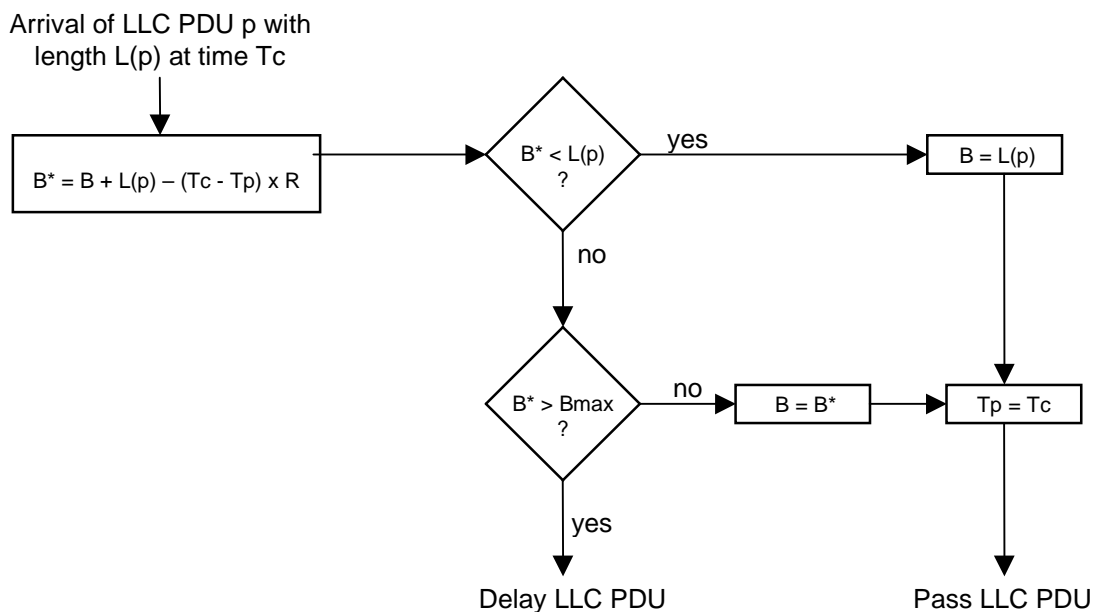 Arrival of LLC PDU p with
length L(p) at time Tc
B* = B + L(p) – (Tc - Tp) x R
B* < L(p)
?
yes
B = L(p)
no
B* > Bmax
?
no
B = B*
Tp = Tc
yes
Delay LLC PDU
Pass LLC PDU